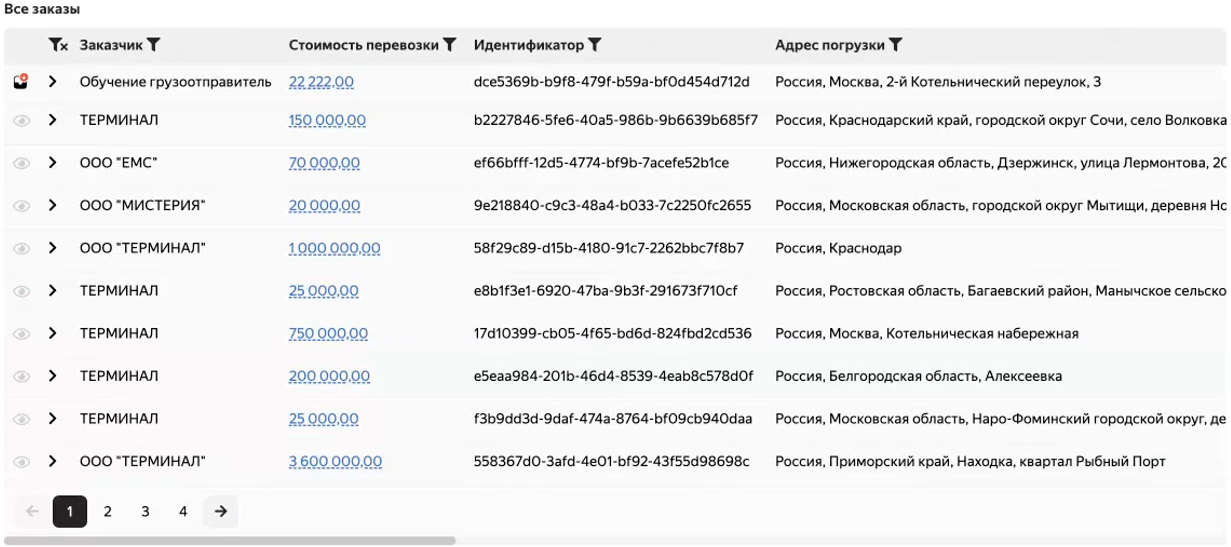 Все заказы
Заказчик Стоимость перевозки Идентификатор Адрес погрузки
Обучение грузоотправитель 22 222,00 dce5369b-b9f8-479f-b59a-bf0d454d712d Россия, Москва, 2-й Котельнический переулок, 3
ТЕРМИНАЛ 150 000,00 b2227846-5fe6-40a5-986b-9b6639b685f7 Россия, Краснодарский край, городской округ Сочи, село Волковка
ООО "ЕМС" 70 000,00 ef66bfff-12d5-4774-bf9b-7acefe52b1ce Россия, Нижегородская область, Дзержинск, улица Лермонтова, 20
ООО "МИСТЕРИЯ" 20 000,00 9e218840-c9c3-48a4-b033-7c2250fc2655 Россия, Московская область, городской округ Мытищи, деревня Но
ООО "ТЕРМИНАЛ" 1 000 000,00 58f29c89-d15b-4180-91c7-2262bbc7f8b7 Россия, Краснодар
ТЕРМИНАЛ 25 000,00 e8b1f3e1-6920-47ba-9b3f-291673f710cf Россия, Ростовская область, Багаевский район, Манычское сельско
ТЕРМИНАЛ 750 000,00 17d10399-cb05-4f65-bd6d-824fbd2cd536 Россия, Москва, Котельническая набережная
ТЕРМИНАЛ 200 000,00 e5eaa984-201b-46d4-8539-4eab8c578d0f Россия, Белгородская область, Алексеевка
ТЕРМИНАЛ 25 000,00 f3b9dd3d-9daf-474a-8764-bf09cb940daa Россия, Московская область, Наро-Фоминский городской округ, де
ООО "ТЕРМИНАЛ" 3 600 000,00 558367d0-3afd-4e01-bf92-43f55d98698c Россия, Приморский край, Находка, квартал Рыбный Порт
1 2 3 4